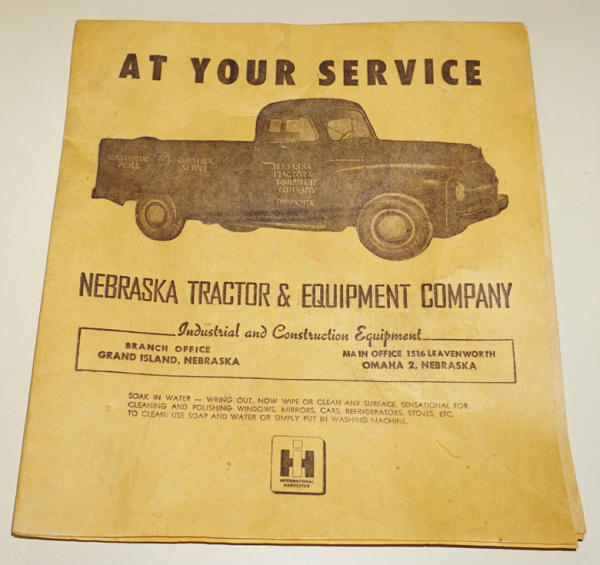 AT YOUR SERVICE
INDUSTRIAL
SERVICE
NEBRASKA
TRACTOR &
EQUIPMENT
COMPANY
NEBRASKA TRACTOR & EQUIPMENT COMPANY
Industrial and Construction Equipment
BRANCH OFFICE
GRAND ISLAND, NEBRASKA
MAIN OFFICE 1516 LEAVENWORTH
OMAHA 2, NEBRASKA
SOAK IN WATER — WRING OUT, NOW WIPE OR CLEAN ANY SURFACE, SENSATIONAL FOR
CLEANING AND POLISHING WINDOWS, MIRRORS, CARS, REFRIGERATORS, STOVES, ETC.
TO CLEAN: USE SOAP AND WATER OR SIMPLY PUT IN WASHING MACHINE.
IH
INTERNATIONAL
HARVESTER